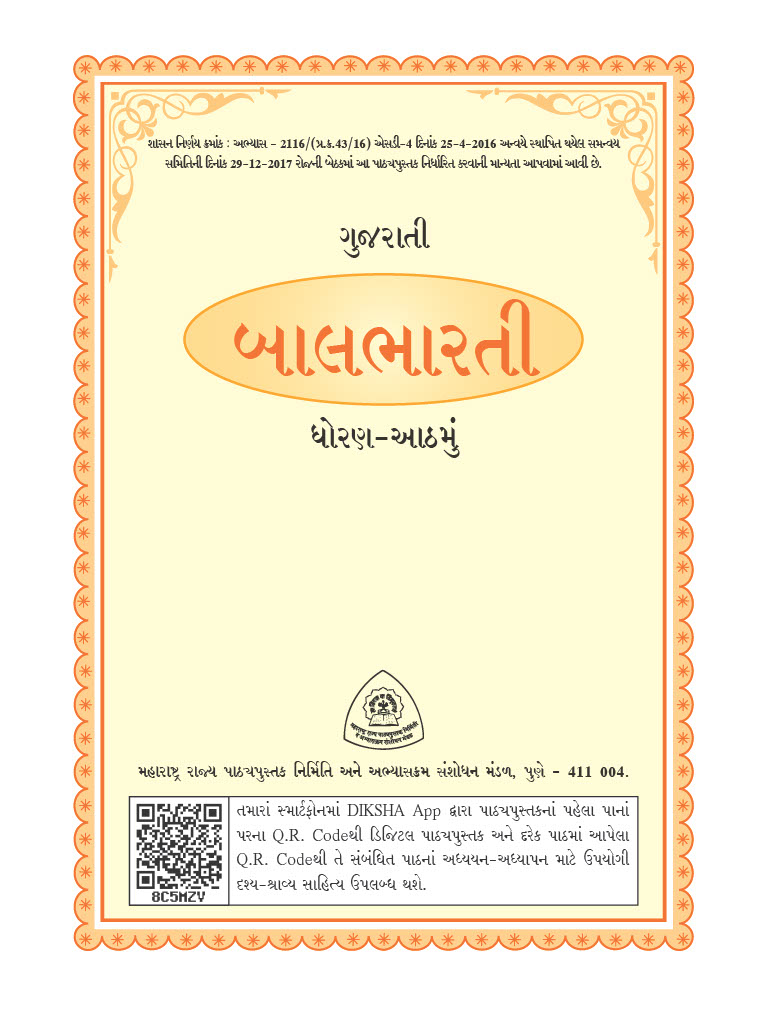 શાસન નિર્ણય ક્રમાંક : અભ્યાસ - 2116/(પ્ર.ક્ર.43/16) એસડી-4 દિનાંક 25-4-2016 અન્વયે સ્થાપિત થયેલ સમન્વય
સમિતિની દિનાંક 29-12-2017 રોજની બેઠકમાં આ પાઠ્યપુસ્તક નિર્ધારિત કરવાની માન્યતા આપવામાં આવી છે.
ગુજરાતી
બાલભારતી
ધોરણ-આઠમું
મહારાષ્ટ્ર રાજ્ય પાઠ્યપુસ્તક નિર્મિતિ અને અભ્યાસક્રમ સંશોધન મંડળ, પુણે - 411 004.
તમારાં સ્માર્ટફોનમાં DIKSHA App દ્વારા પાઠ્યપુસ્તકનાં પહેલા પાનાં
પરના Q.R. Codeથી ડિજિટલ પાઠ્યપુસ્તક અને દરેક પાઠમાં આપેલા
Q.R. Codeથી તે સંબંધિત પાઠનાં અધ્યયન-અધ્યાપન માટે ઉપયોગી
દૃશ્ય-શ્રાવ્ય સાહિત્ય ઉપલબ્ધ થશે.
8C5MZV